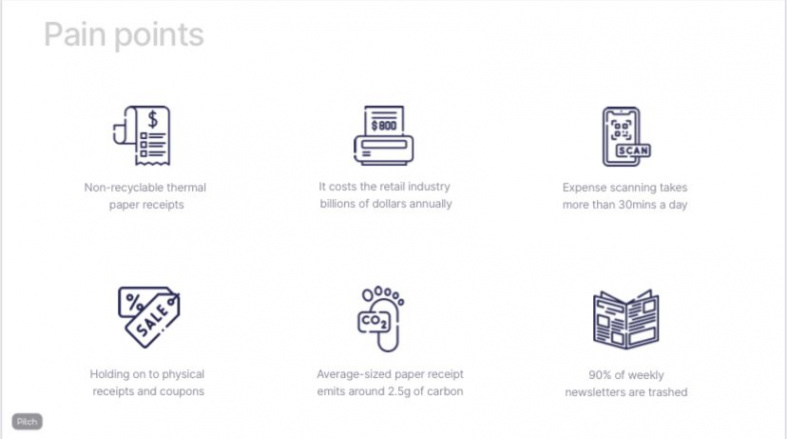 Pain points
$
$800
SCAN
Non-recyclable thermal
paper receipts
It costs the retail industry
billions of dollars annually
Expense scanning takes
more than 30mins a day
%
SALE
CO2
Holding on to physical
receipts and coupons
Average-sized paper receipt
emits around 2.5g of carbon
90% of weekly
newsletters are trashed
Pitch